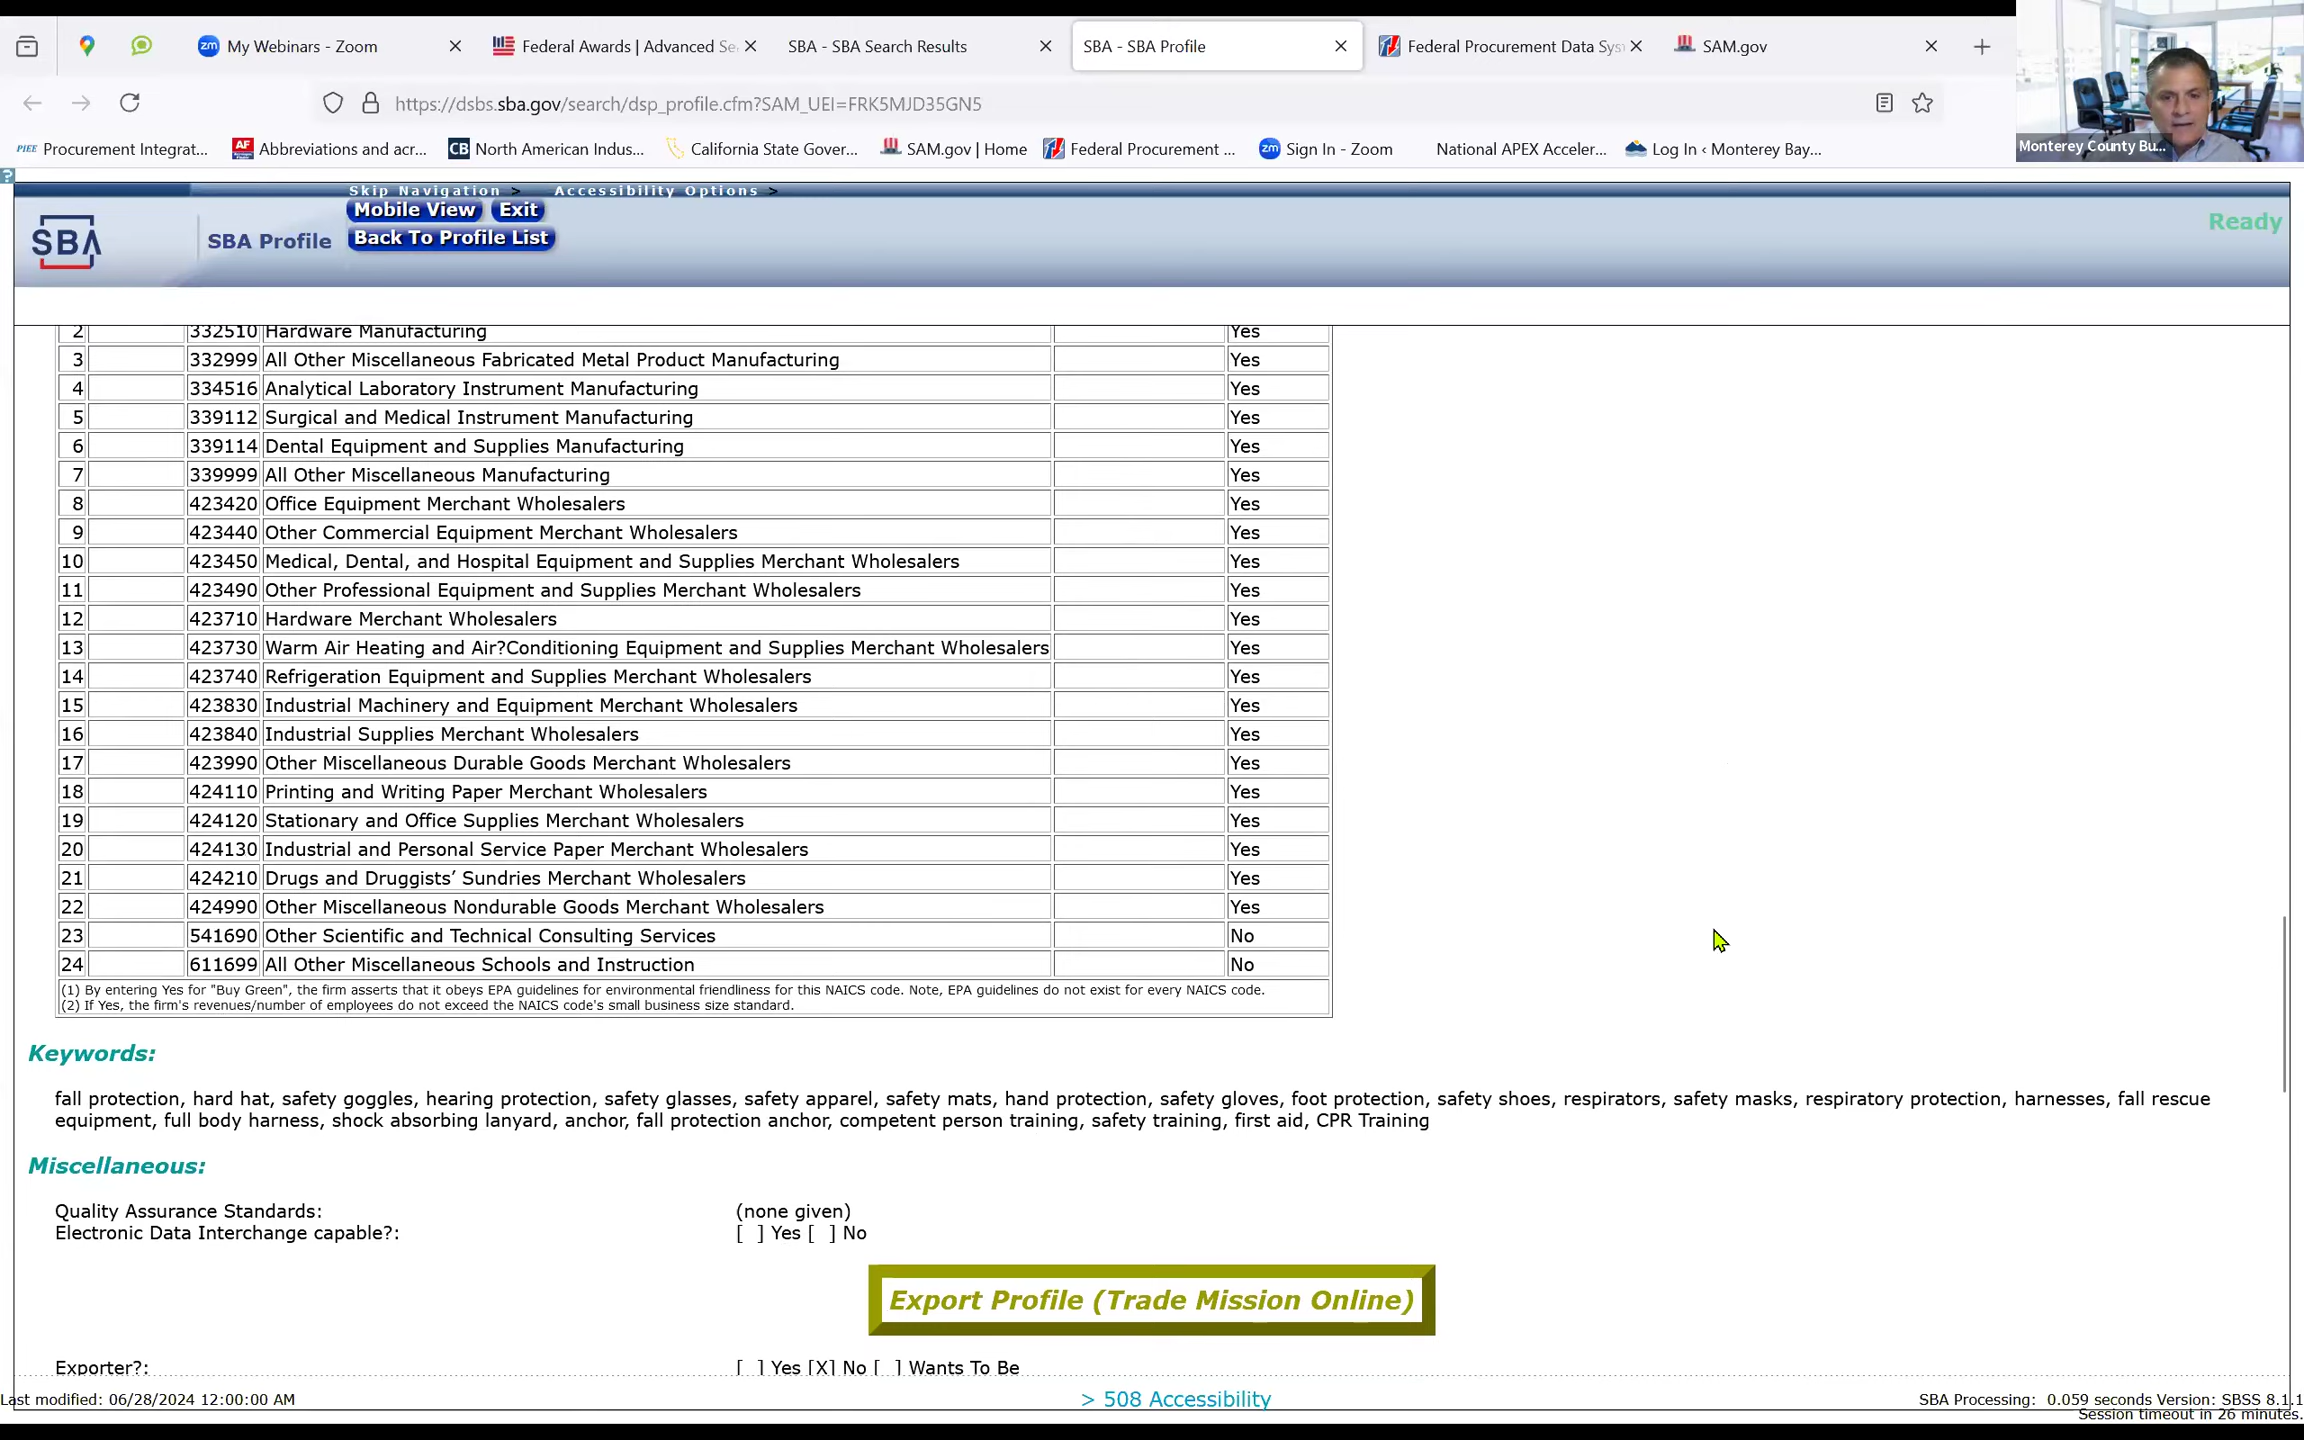 My Webinars - Zoom
Federal Awards | Advanced Se
SBA - SBA Search Results
SBA - SBA Profile
Federal Procurement Data Sys
SAM.gov
https://dsbs.sba.gov/search/dsp_profile.cfm?SAM_UEI=FRK5MJD35GN5
PIEE Procurement Integrat...
AF Abbreviations and acr...
CB North American Indus...
California State Gover...
SAM.gov | Home
Federal Procurement ...
zm Sign In - Zoom
National APEX Acceler...
Log In ‹ Monterey Bay...
Monterey County Bu...
Skip Navigation > Accessibility Options >
Mobile View Exit
Back To Profile List
SBA
SBA Profile
Ready
2 332510 Hardware Manufacturing Yes
3 332999 All Other Miscellaneous Fabricated Metal Product Manufacturing Yes
4 334516 Analytical Laboratory Instrument Manufacturing Yes
5 339112 Surgical and Medical Instrument Manufacturing Yes
6 339114 Dental Equipment and Supplies Manufacturing Yes
7 339999 All Other Miscellaneous Manufacturing Yes
8 423420 Office Equipment Merchant Wholesalers Yes
9 423440 Other Commercial Equipment Merchant Wholesalers Yes
10 423450 Medical, Dental, and Hospital Equipment and Supplies Merchant Wholesalers Yes
11 423490 Other Professional Equipment and Supplies Merchant Wholesalers Yes
12 423710 Hardware Merchant Wholesalers Yes
13 423730 Warm Air Heating and Air?Conditioning Equipment and Supplies Merchant Wholesalers Yes
14 423740 Refrigeration Equipment and Supplies Merchant Wholesalers Yes
15 423830 Industrial Machinery and Equipment Merchant Wholesalers Yes
16 423840 Industrial Supplies Merchant Wholesalers Yes
17 423990 Other Miscellaneous Durable Goods Merchant Wholesalers Yes
18 424110 Printing and Writing Paper Merchant Wholesalers Yes
19 424120 Stationary and Office Supplies Merchant Wholesalers Yes
20 424130 Industrial and Personal Service Paper Merchant Wholesalers Yes
21 424210 Drugs and Druggists’ Sundries Merchant Wholesalers Yes
22 424990 Other Miscellaneous Nondurable Goods Merchant Wholesalers Yes
23 541690 Other Scientific and Technical Consulting Services No
24 611699 All Other Miscellaneous Schools and Instruction No
(1) By entering Yes for "Buy Green", the firm asserts that it obeys EPA guidelines for environmental friendliness for this NAICS code. Note, EPA guidelines do not exist for every NAICS code.
(2) If Yes, the firm's revenues/number of employees do not exceed the NAICS code's small business size standard.
Keywords:
fall protection, hard hat, safety goggles, hearing protection, safety glasses, safety apparel, safety mats, hand protection, safety gloves, foot protection, safety shoes, respirators, safety masks, respiratory protection, harnesses, fall rescue
equipment, full body harness, shock absorbing lanyard, anchor, fall protection anchor, competent person training, safety training, first aid, CPR Training
Miscellaneous:
Quality Assurance Standards: (none given)
Electronic Data Interchange capable?: [ ] Yes [ ] No
Export Profile (Trade Mission Online)
Exporter?: [ ] Yes [X] No [ ] Wants To Be
Last modified: 06/28/2024 12:00:00 AM
> 508 Accessibility
SBA Processing: 0.059 seconds Version: SBSS 8.1.1
Session timeout in 26 minutes.